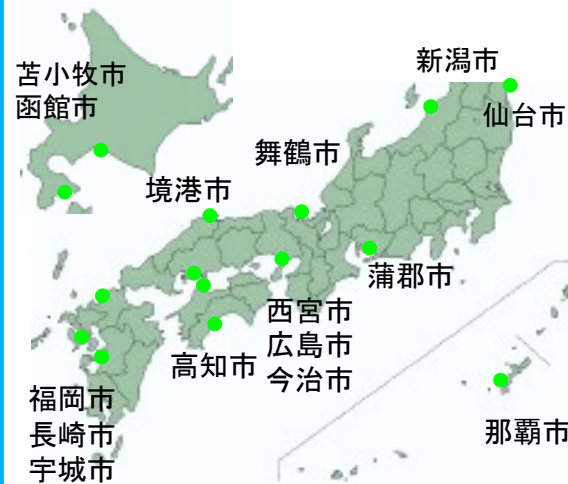 苫小牧市
函館市
新潟市
仙台市
舞鶴市
境港市
蒲郡市
西宮市
広島市
今治市
高知市
福岡市
長崎市
宇城市
那覇市